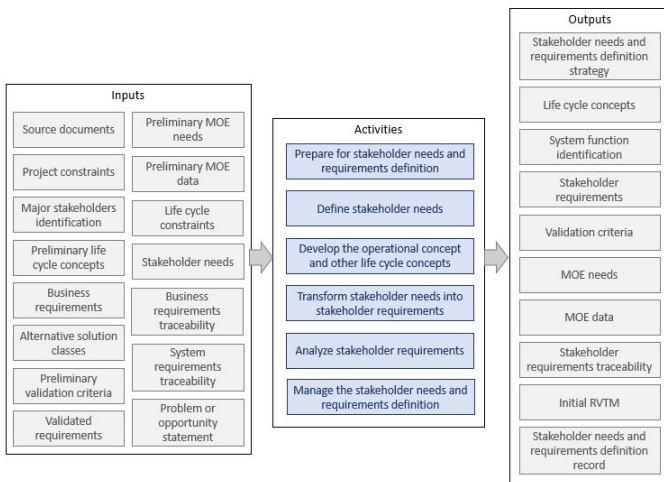 Inputs
Source documents
Project constraints
Major stakeholders
identification
Preliminary life
cycle concepts
Business
requirements
Alternative solution
classes
Preliminary
validation criteria
Validated
requirements
Preliminary MOE
needs
Preliminary MOE
data
Life cycle
constraints
Stakeholder needs
Business
requirements
traceability
System
requirements
traceability
Problem or
opportunity
statement
Activities
Prepare for stakeholder needs and
requirements definition
Define stakeholder needs
Develop the operational concept
and other life cycle concepts
Transform stakeholder needs into
stakeholder requirements
Analyze stakeholder requirements
Manage the stakeholder needs and
requirements definition
Outputs
Stakeholder needs and
requirements definition
strategy
Life cycle concepts
System function
identification
Stakeholder
requirements
Validation criteria
MOE needs
MOE data
Stakeholder
requirements traceability
Initial RVTM
Stakeholder needs and
requirements definition
record